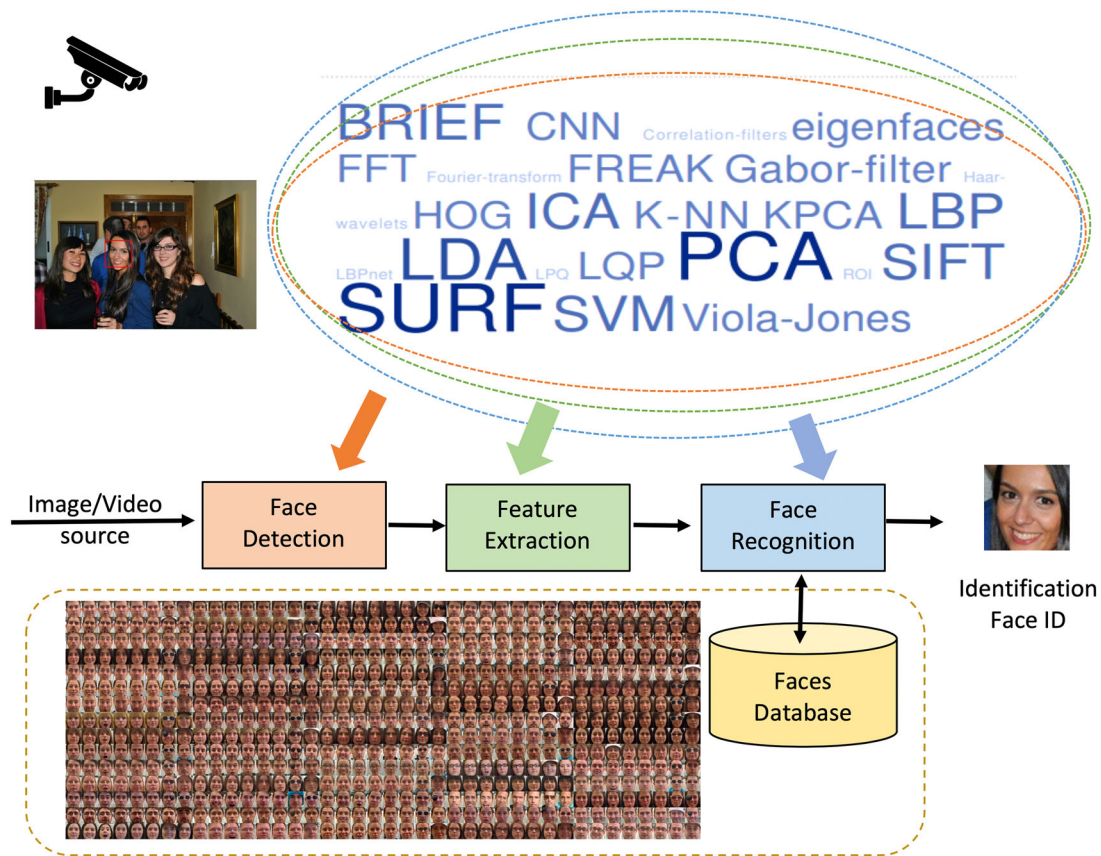 BRIEF CNN Correlation-filters eigenfaces
FFT Fourier-transform FREAK Gabor-filter Haar-
wavelets HOG ICA K-NN KPCA LBP
LBPnet LDA LPQ LQP PCA ROI SIFT
SURF SVM Viola-Jones
Image/Video
source
Face
Detection
Feature
Extraction
Face
Recognition
Identification
Face ID
Faces
Database